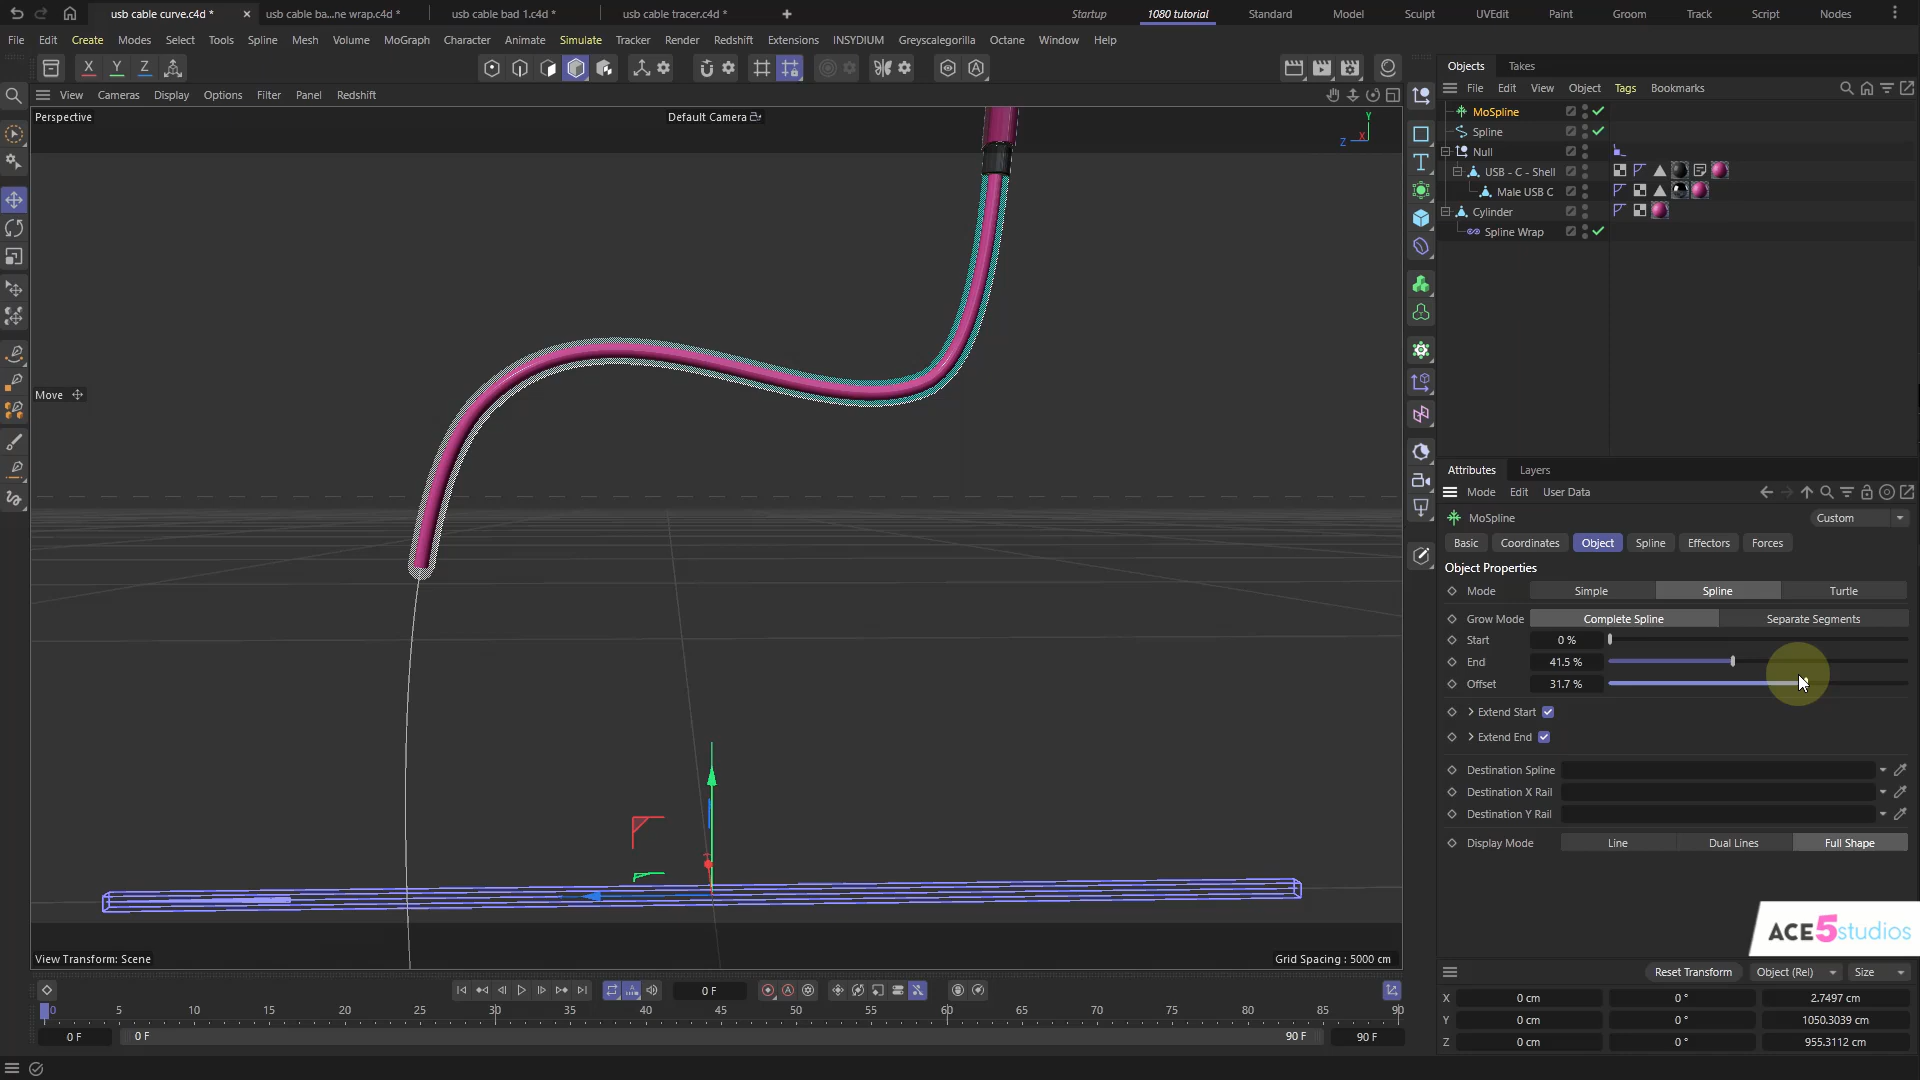 usb cable curve.c4d *
usb cable ba...ne wrap.c4d *
usb cable bad 1.c4d *
usb cable tracer.c4d *
Startup
1080 tutorial
Standard
Model
Sculpt
UVEdit
Paint
Groom
Track
Script
Nodes
File Edit Create Modes Select Tools Spline Mesh Volume MoGraph Character Animate Simulate Tracker Render Redshift Extensions INSYDIUM Greyscalegorilla Octane Window Help
X Y Z
Objects Takes
File Edit View Object Tags Bookmarks
View Cameras Display Options Filter Panel Redshift
Perspective
Default Camera
Y
X
Z
MoSpline
Spline
Null
USB - C - Shell
Male USB C
Cylinder
Spline Wrap
Move
Attributes Layers
Mode Edit User Data
MoSpline
Custom
Basic Coordinates Object Spline Effectors Forces
Object Properties
Mode Simple Spline Turtle
Grow Mode Complete Spline Separate Segments
Start 0 %
End 41.5 %
Offset 31.7 %
Extend Start
Extend End
Destination Spline
Destination X Rail
Destination Y Rail
Display Mode Line Dual Lines Full Shape
ACE5studios
View Transform: Scene
Grid Spacing : 5000 cm
0 F
Reset Transform Object (Rel) Size
0 5 10 15 20 25 30 35 40 45 50 55 60 65 70 75 80 85 90
0 F 0 F 90 F 90 F
X 0 cm 0 ° 2.7497 cm
Y 0 cm 0 ° 1050.3039 cm
Z 0 cm 0 ° 955.3112 cm